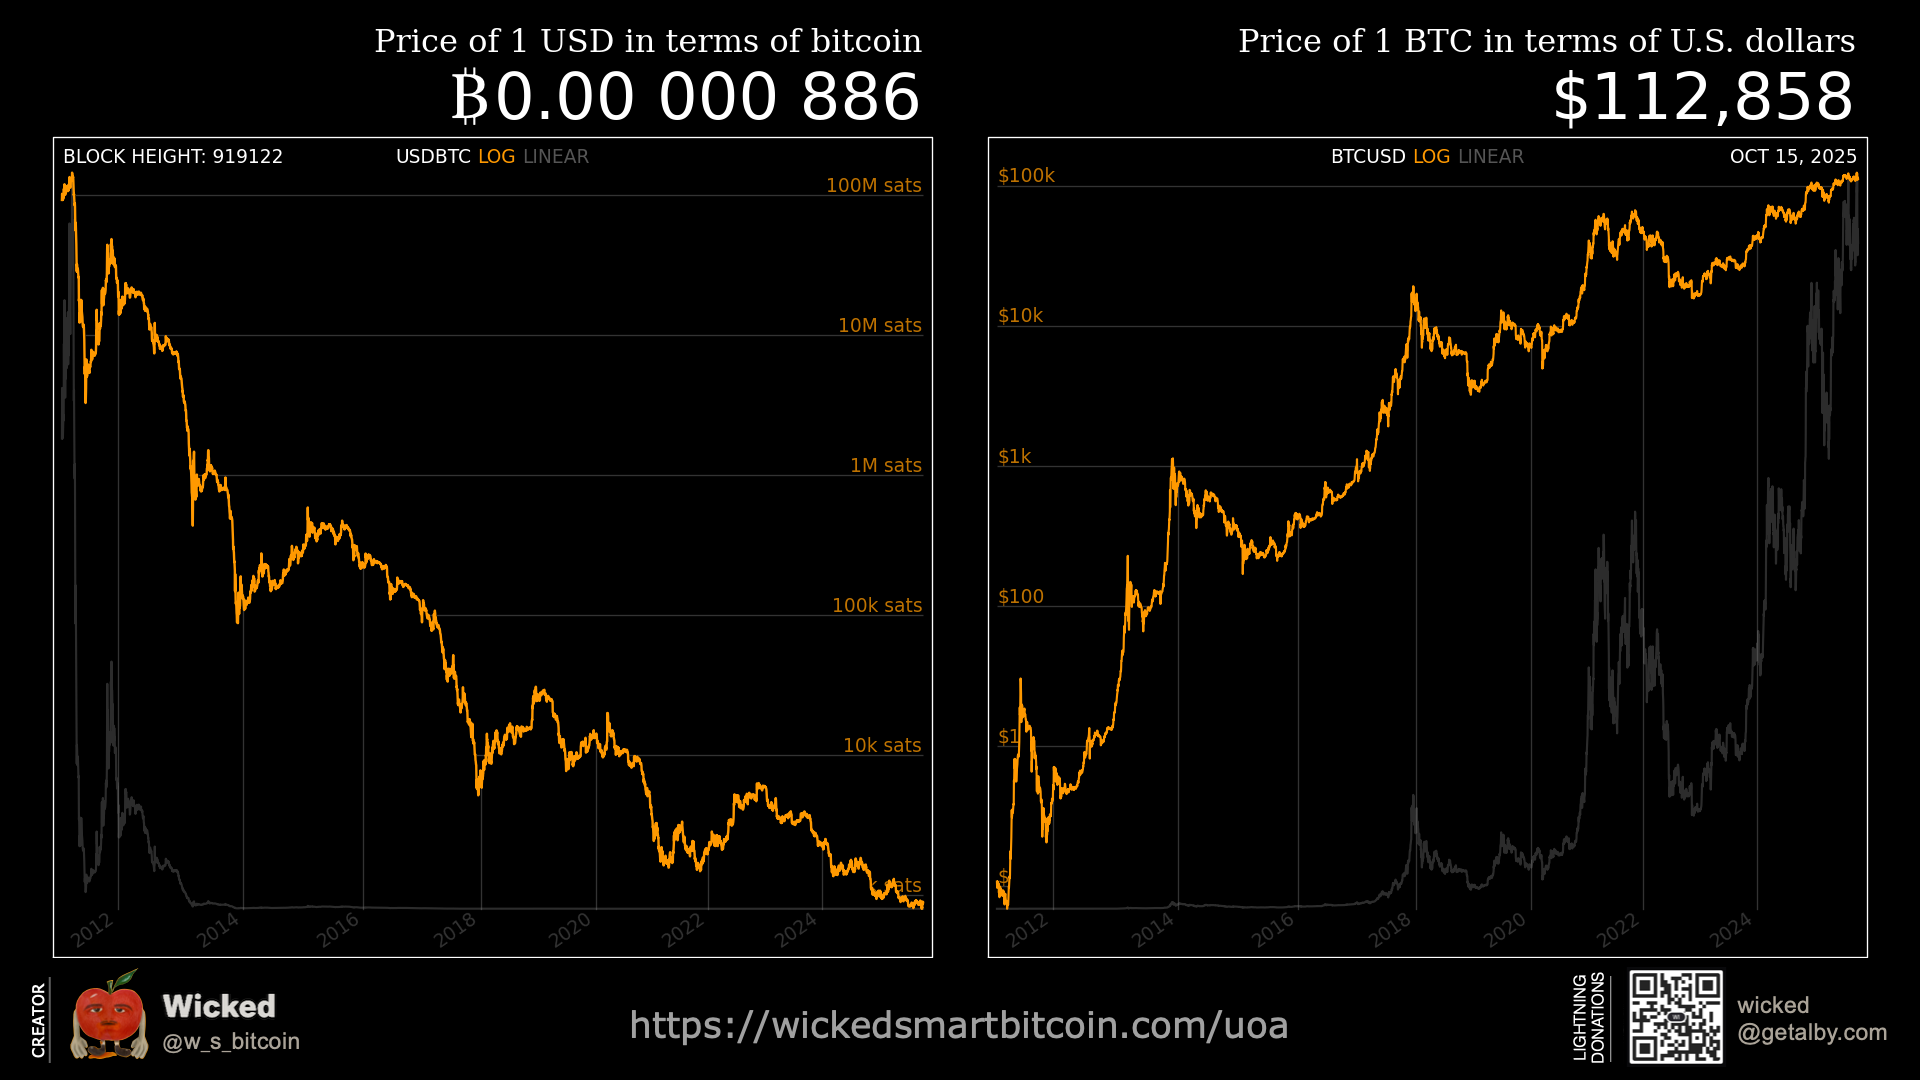 Price of 1 USD in terms of bitcoin
₿0.00 000 886
Price of 1 BTC in terms of U.S. dollars
$112,858
BLOCK HEIGHT: 919122
USDBTC LOG LINEAR
100M sats
10M sats
1M sats
100k sats
10k sats
sats
2012
2014
2016
2018
2020
2022
2024
BTCUSD LOG LINEAR
OCT 15, 2025
$100k
$10k
$1k
$100
$1
$
2012
2014
2016
2018
2020
2022
2024
CREATOR
Wicked
@w_s_bitcoin
https://wickedsmartbitcoin.com/uoa
LIGHTNING
DONATIONS
wicked
@getalby.com